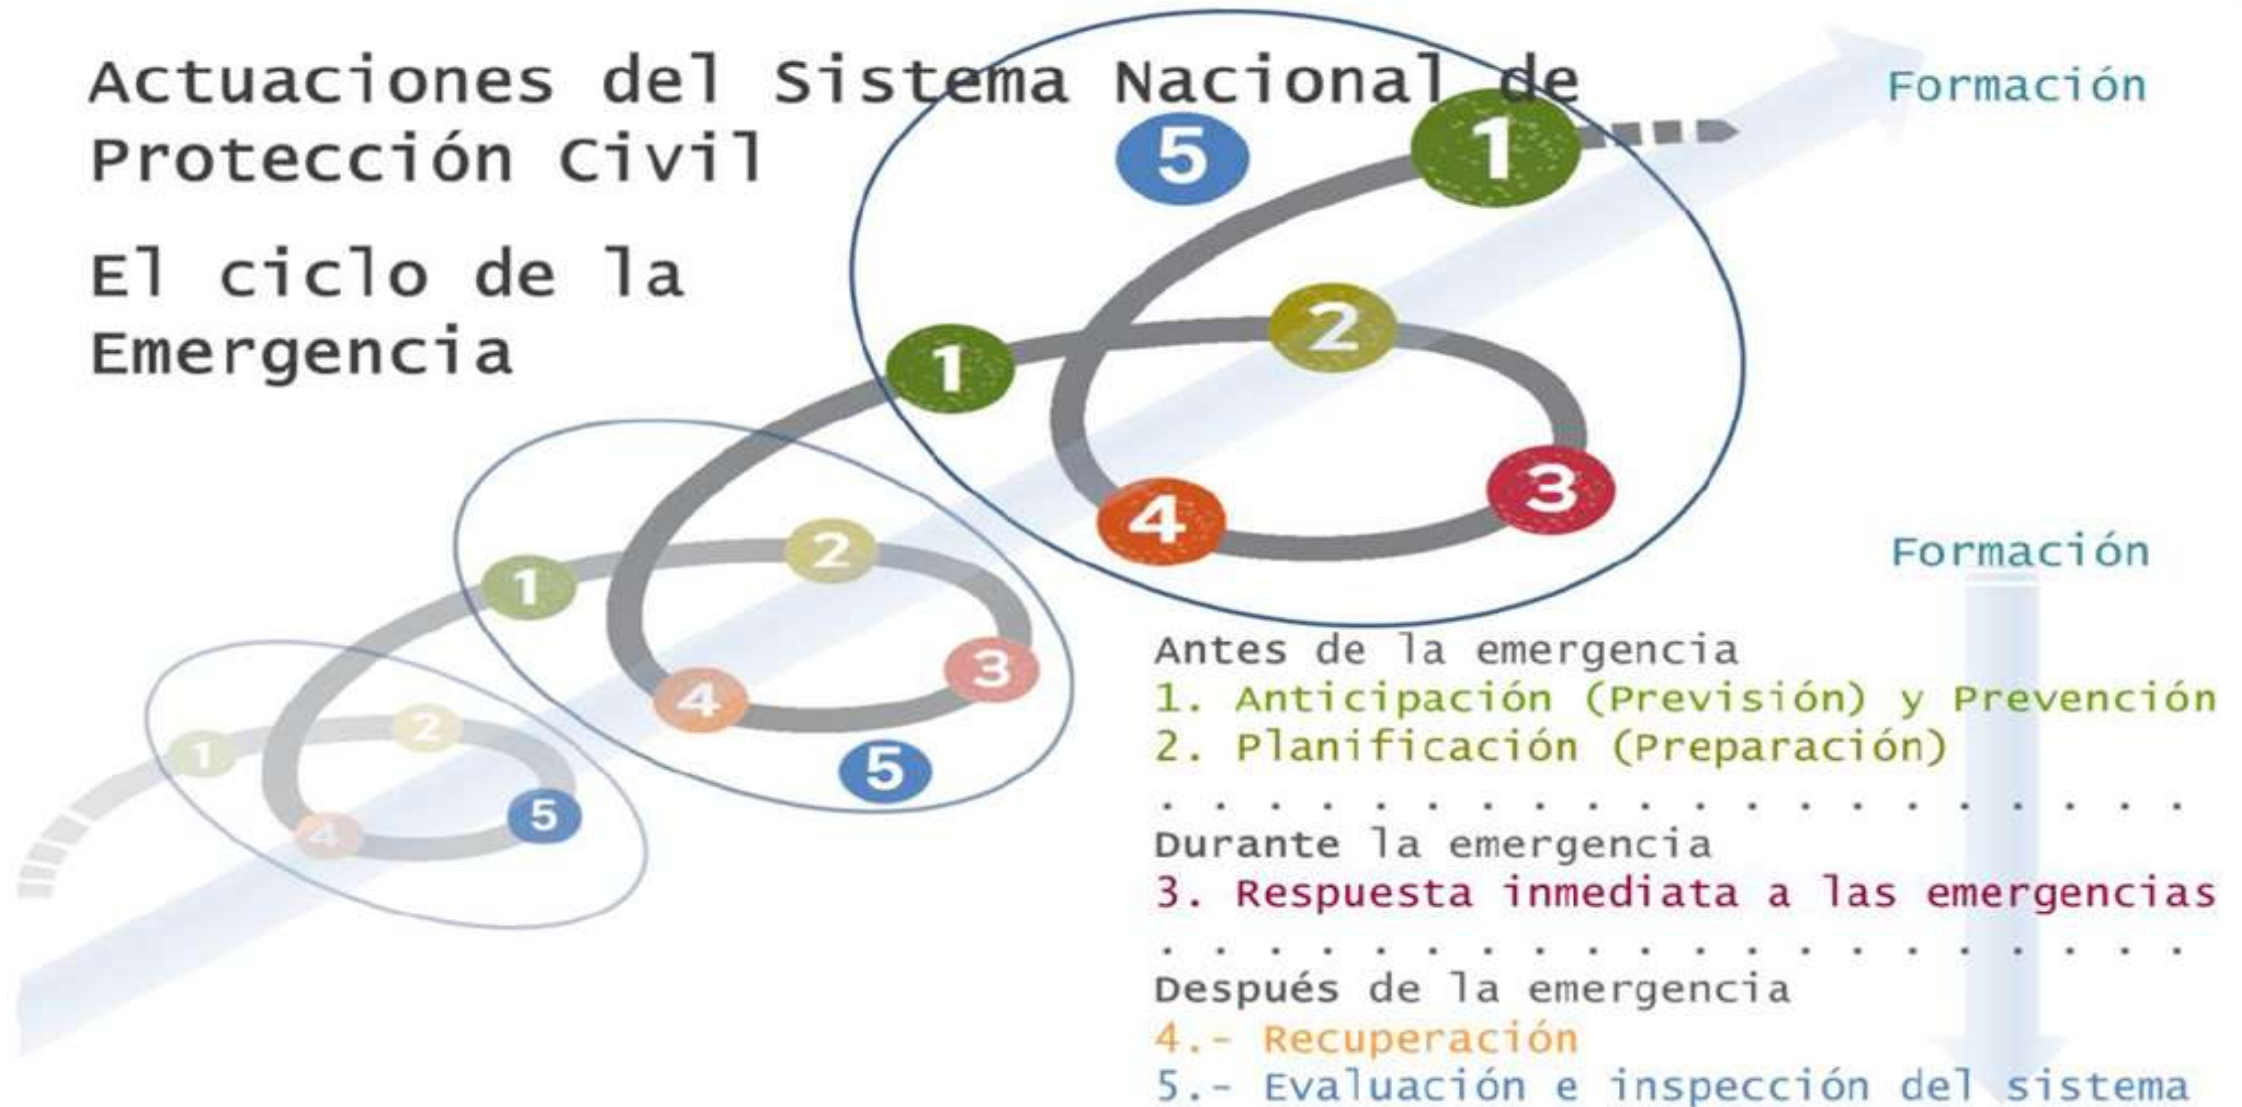 Actuaciones del Sistema Nacional de
Protección Civil
El ciclo de la
Emergencia
Formación
5
1
1
2
3
4
1
2
3
4
5
1
2
4
5
Formación
Antes de la emergencia
1. Anticipación (Previsión) y Prevención
2. Planificación (Preparación)
Durante la emergencia
3. Respuesta inmediata a las emergencias
Después de la emergencia
4.- Recuperación
5.- Evaluación e inspección del sistema